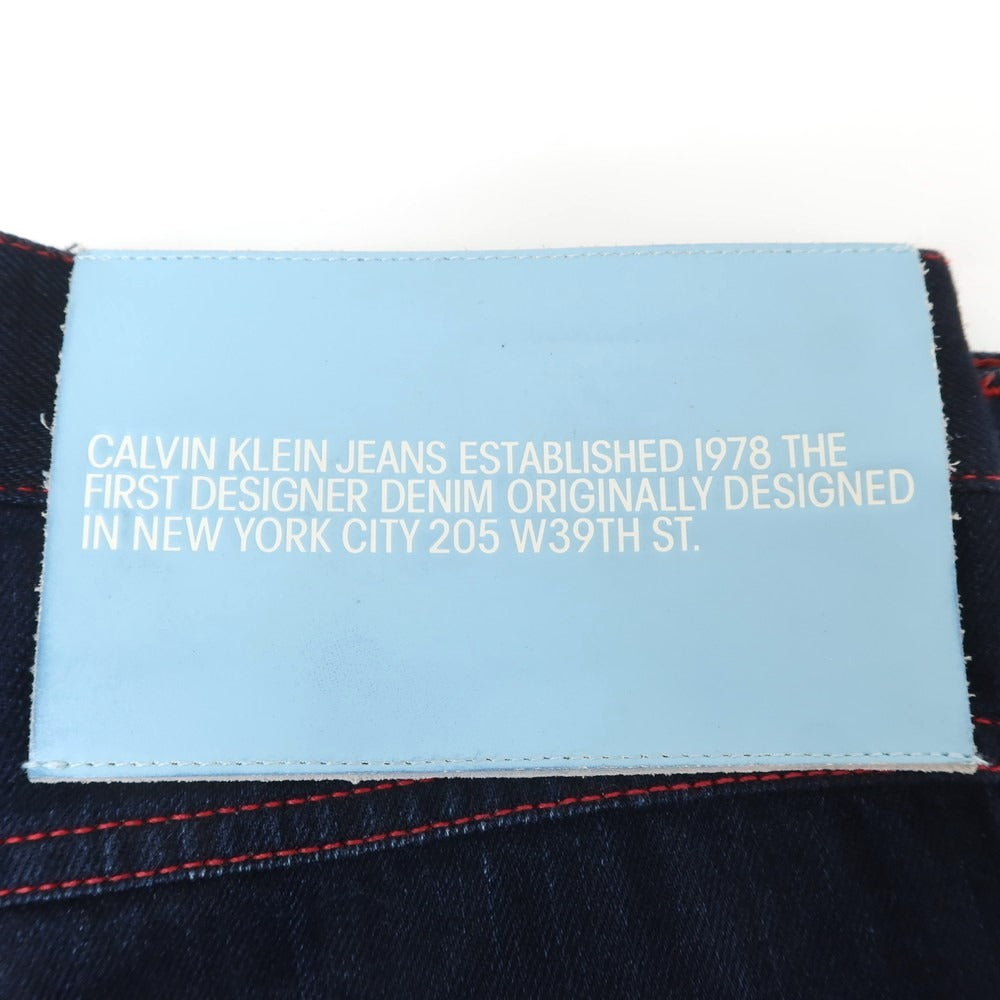 CALVIN KLEIN JEANS ESTABLISHED 1978 THE
FIRST DESIGNER DENIM ORIGINALLY DESIGNED
IN NEW YORK CITY 205 W39TH ST.